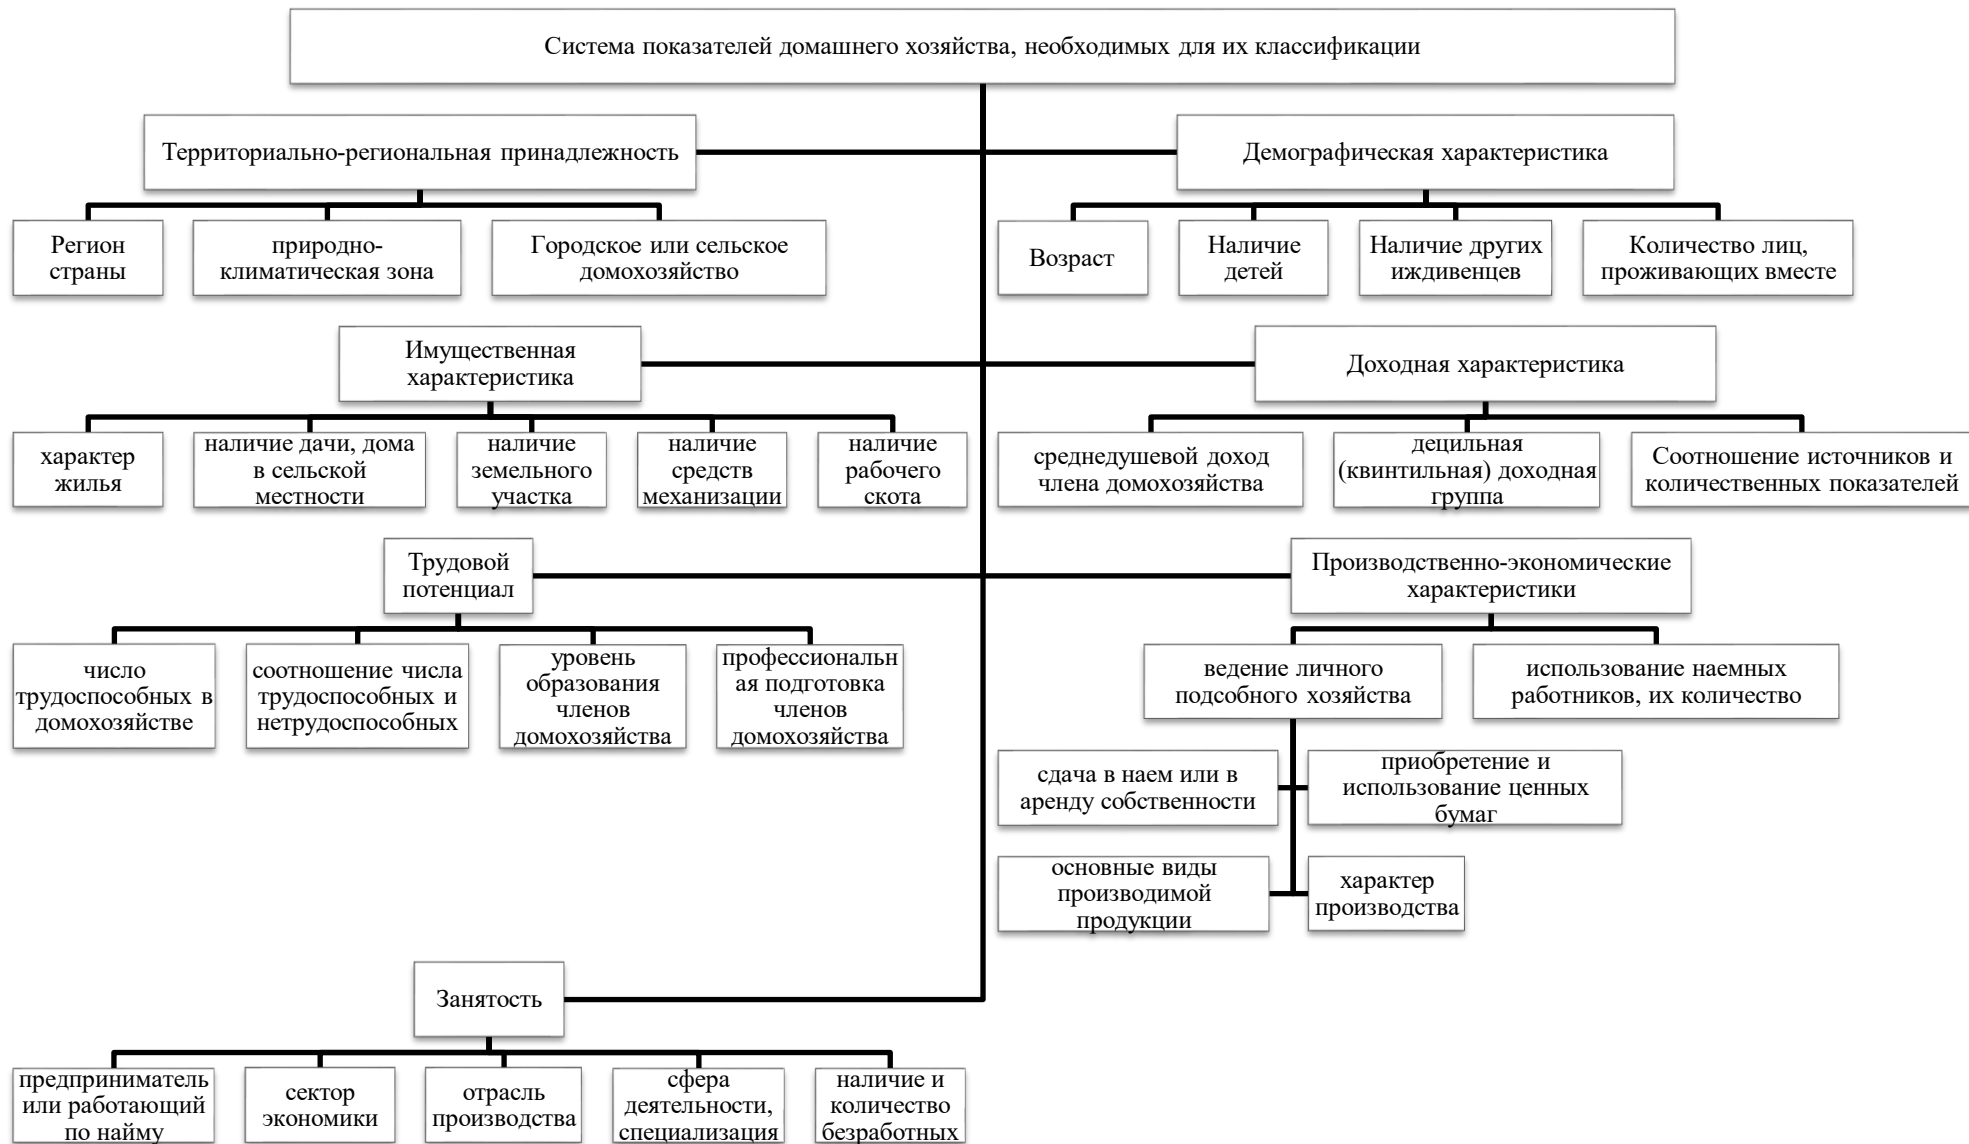 Система показателей домашнего хозяйства, необходимых для их классификации
Территориально-региональная принадлежность
Демографическая характеристика
Регион
страны
природно-
климатическая зона
Городское или сельское
домохозяйство
Возраст
Наличие
детей
Наличие других
иждивенцев
Количество лиц,
проживающих вместе
Имущественная
характеристика
Доходная характеристика
характер
жилья
наличие дачи, дома
в сельской
местности
наличие
земельного
участка
наличие
средств
механизации
наличие
рабочего
скота
среднедушевой доход
члена домохозяйства
децильная
(квинтильная) доходная
группа
Соотношение источников и
количественных показателей
Трудовой
потенциал
Производственно-экономические
характеристики
число
трудоспособных в
домохозяйстве
соотношение числа
трудоспособных и
нетрудоспособных
уровень
образования
членов
домохозяйства
профессиональн
ая подготовка
членов
домохозяйства
ведение личного
подсобного хозяйства
использование наемных
работников, их количество
сдача в наем или в
аренду собственности
приобретение и
использование ценных
бумаг
основные виды
производимой
продукции
характер
производства
Занятость
предприниматель
или работающий
по найму
сектор
экономики
отрасль
производства
сфера
деятельности,
специализация
наличие и
количество
безработных